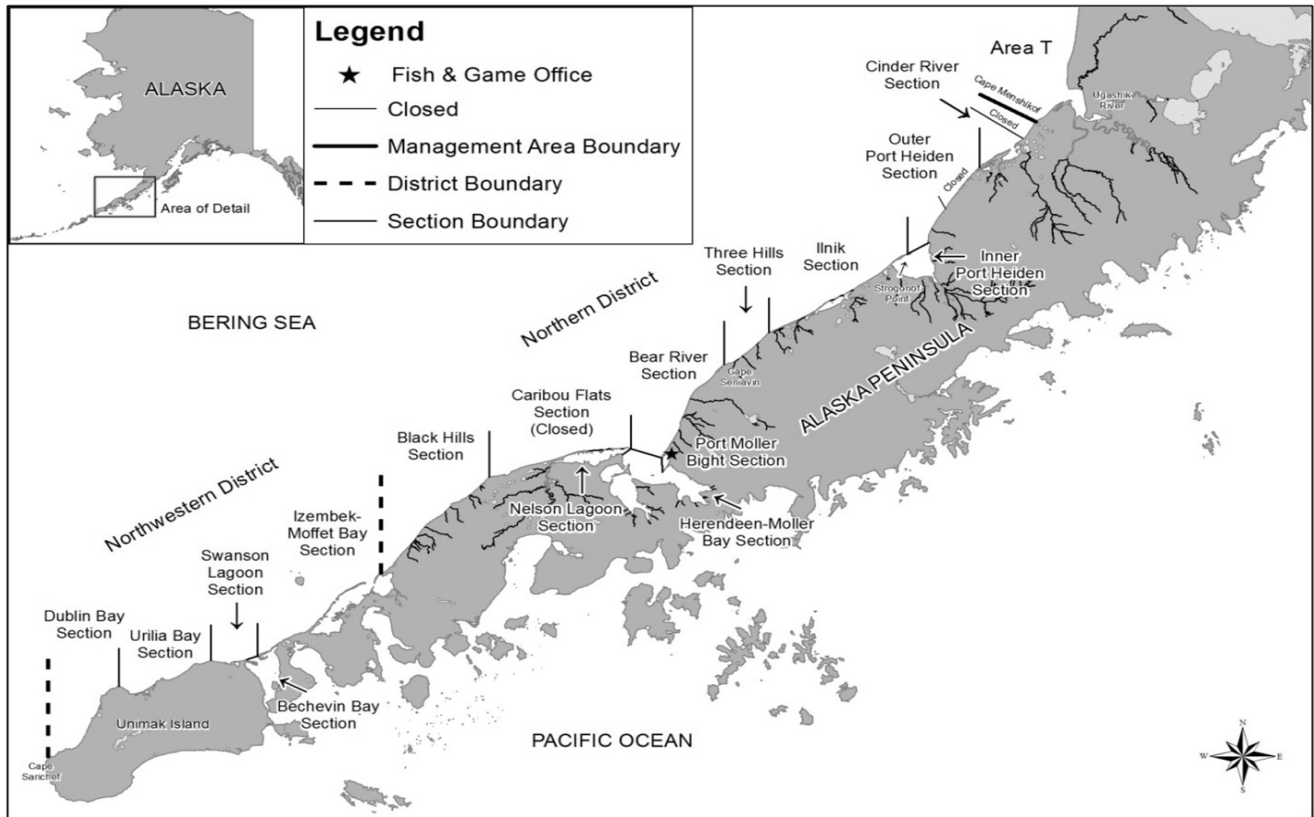 ALASKA
Area of Detail
Legend
Fish & Game Office
Closed
Management Area Boundary
District Boundary
Section Boundary
Area T
Cinder River
Section
Cape Menshikof
Closed
Ugashik
River
Outer
Port Heiden
Section
Closed
Three Hills
Section
Ilnik
Section
Strogonof
Point
Inner
Port Heiden
Section
Northern District
BERING SEA
Bear River
Section
Cape
Seniavin
ALASKA PENINSULA
Caribou Flats
Section
(Closed)
Black Hills
Section
Port Moller
Bight Section
Nelson Lagoon
Section
Herendeen-Moller
Bay Section
Northwestern District
Izembek-
Moffet Bay
Section
Swanson
Lagoon
Section
Dublin Bay
Section
Urilia Bay
Section
Bechevin Bay
Section
Unimak Island
Cape
Sarichef
PACIFIC OCEAN
N
W
E
S